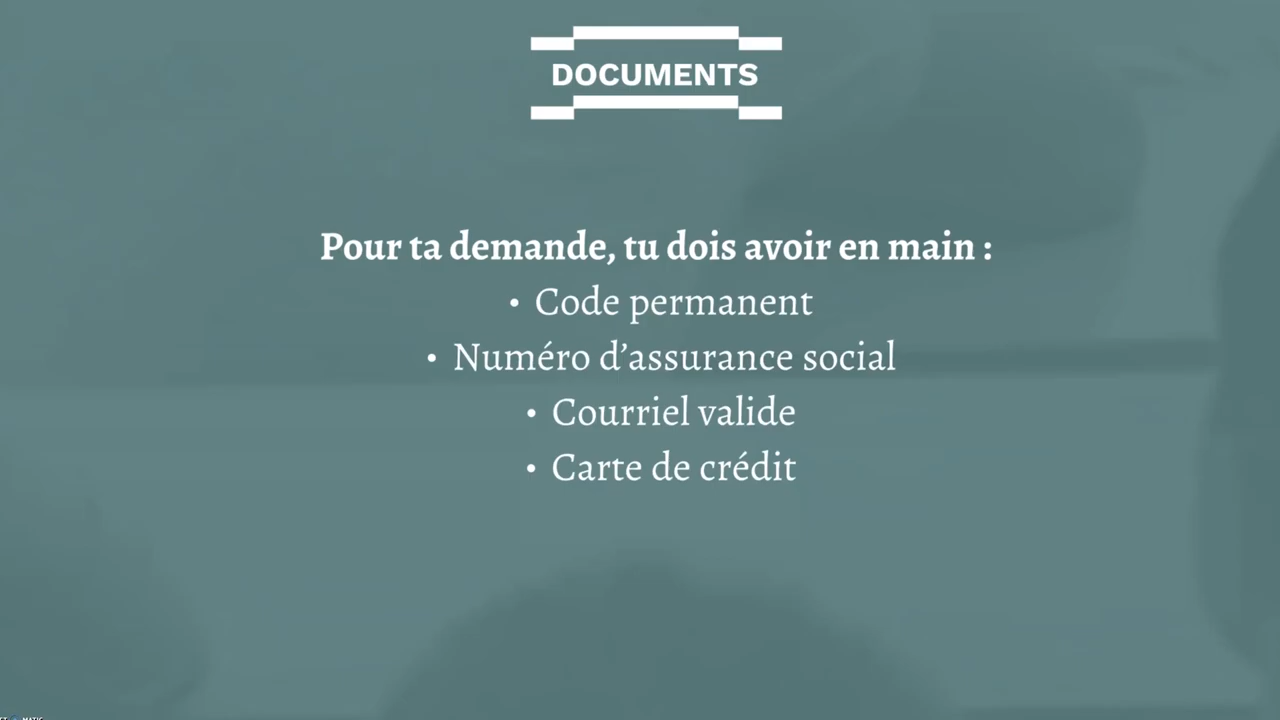 DOCUMENTS
Pour ta demande, tu dois avoir en main :
• Code permanent
• Numéro d’assurance social
• Courriel valide
• Carte de crédit